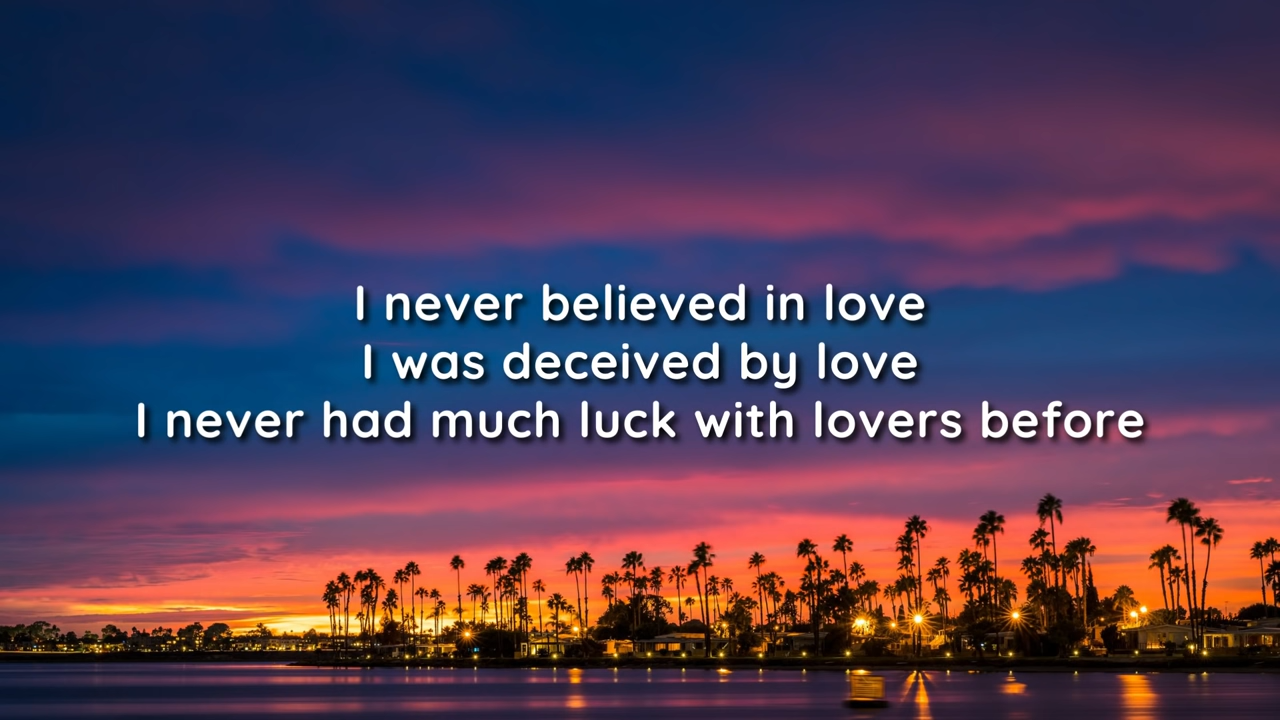 I never believed in love
I was deceived by love
I never had much luck with lovers before